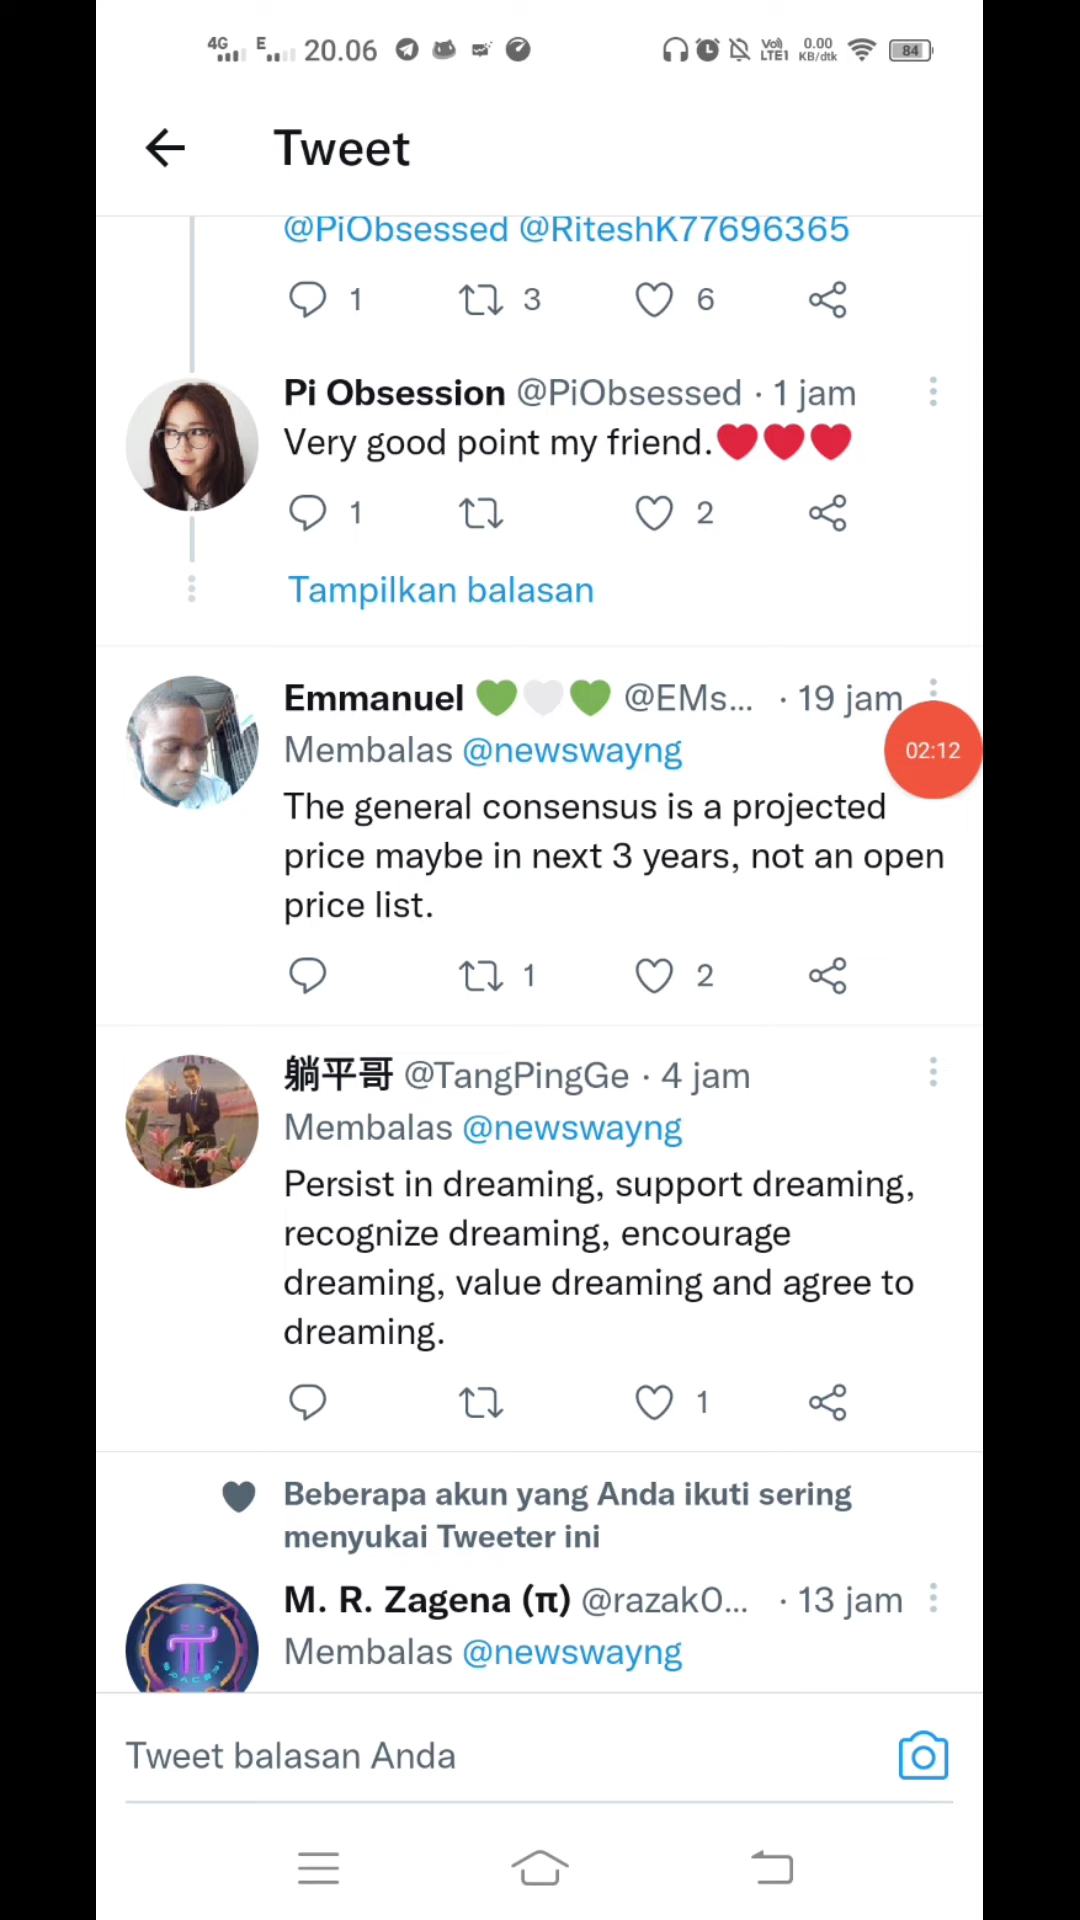 4G E 20.06 Vo) LTE1 0.00 KB/dtk 84
Tweet
@PiObsessed @RiteshK77696365
1 3 6
Pi Obsession @PiObsessed · 1 jam
Very good point my friend.❤❤❤
1 2
Tampilkan balasan
Emmanuel 💚🤍💚 @EMs... · 19 jam
Membalas @newswayng
02:12
The general consensus is a projected
price maybe in next 3 years, not an open
price list.
1 2
躺平哥 @TangPingGe · 4 jam
Membalas @newswayng
Persist in dreaming, support dreaming,
recognize dreaming, encourage
dreaming, value dreaming and agree to
dreaming.
1
Beberapa akun yang Anda ikuti sering
menyukai Tweeter ini
M. R. Zagena (π) @razak0... · 13 jam
Membalas @newswayng
Tweet balasan Anda